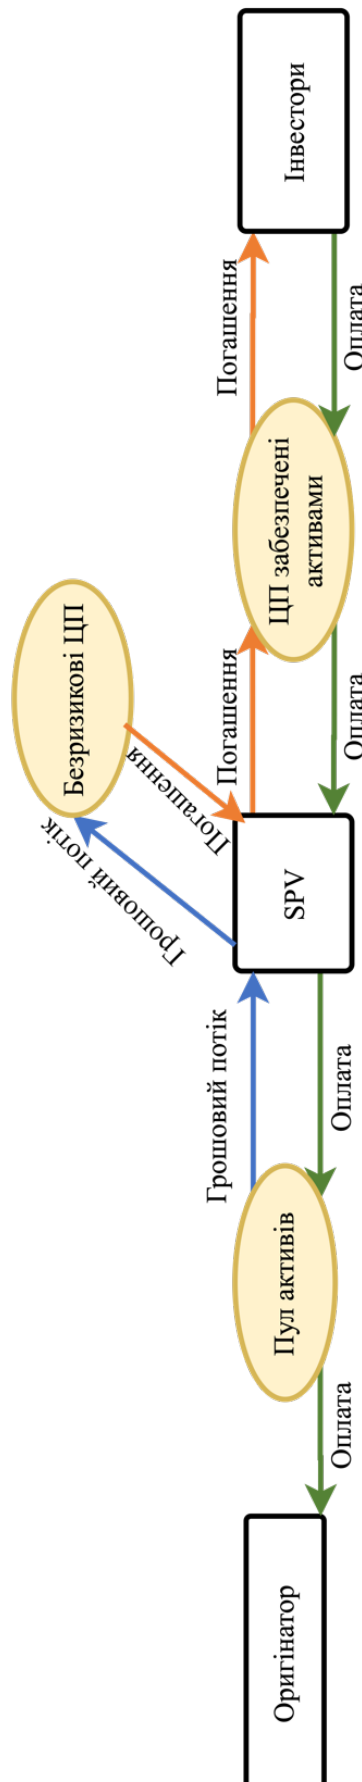 Безризикові ЦП
Грошовий потік
Погашення
Грошовий потік
Погашення
Погашення
Оригінатор
Пул активів
SPV
ЦП забезпечені
активами
Інвестори
Оплата
Оплата
Оплата
Оплата